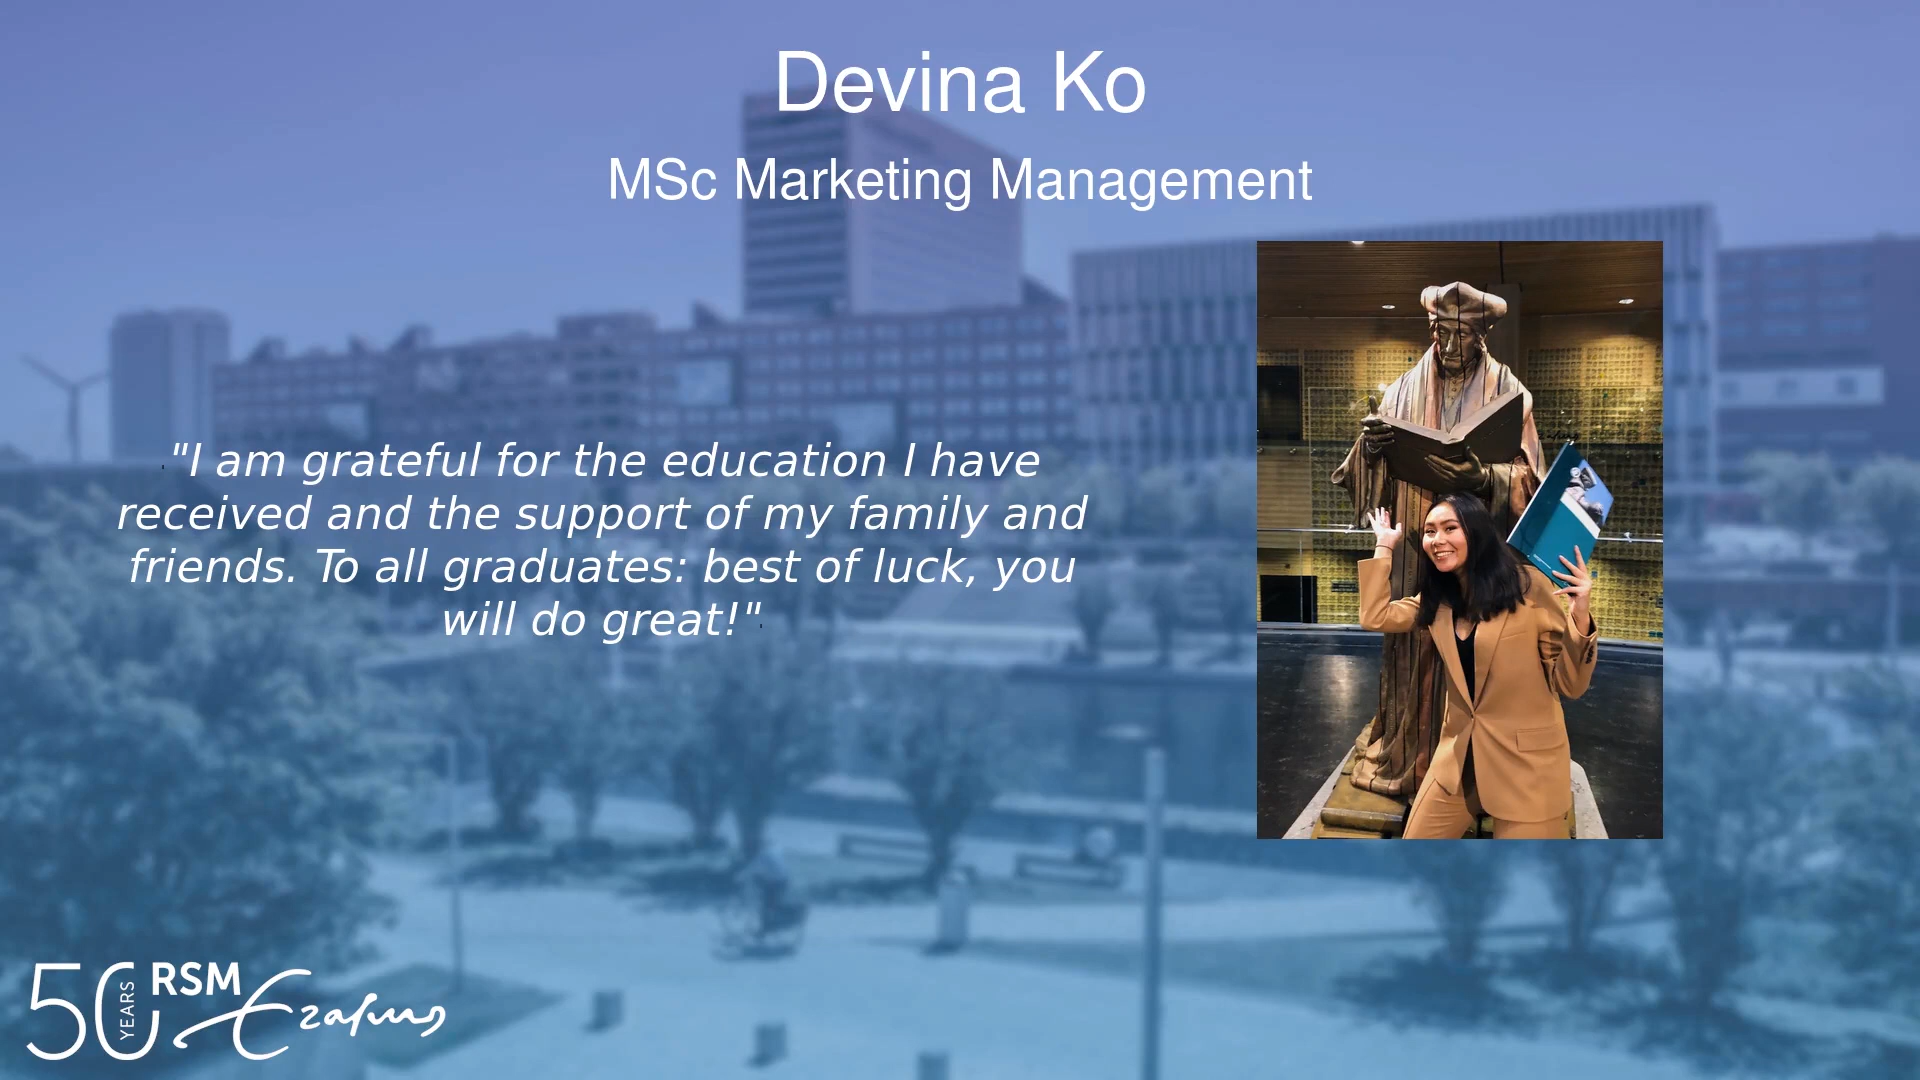 Devina Ko
MSc Marketing Management
"I am grateful for the education I have
received and the support of my family and
friends. To all graduates: best of luck, you
will do great!"
50 YEARS RSM Erasmus